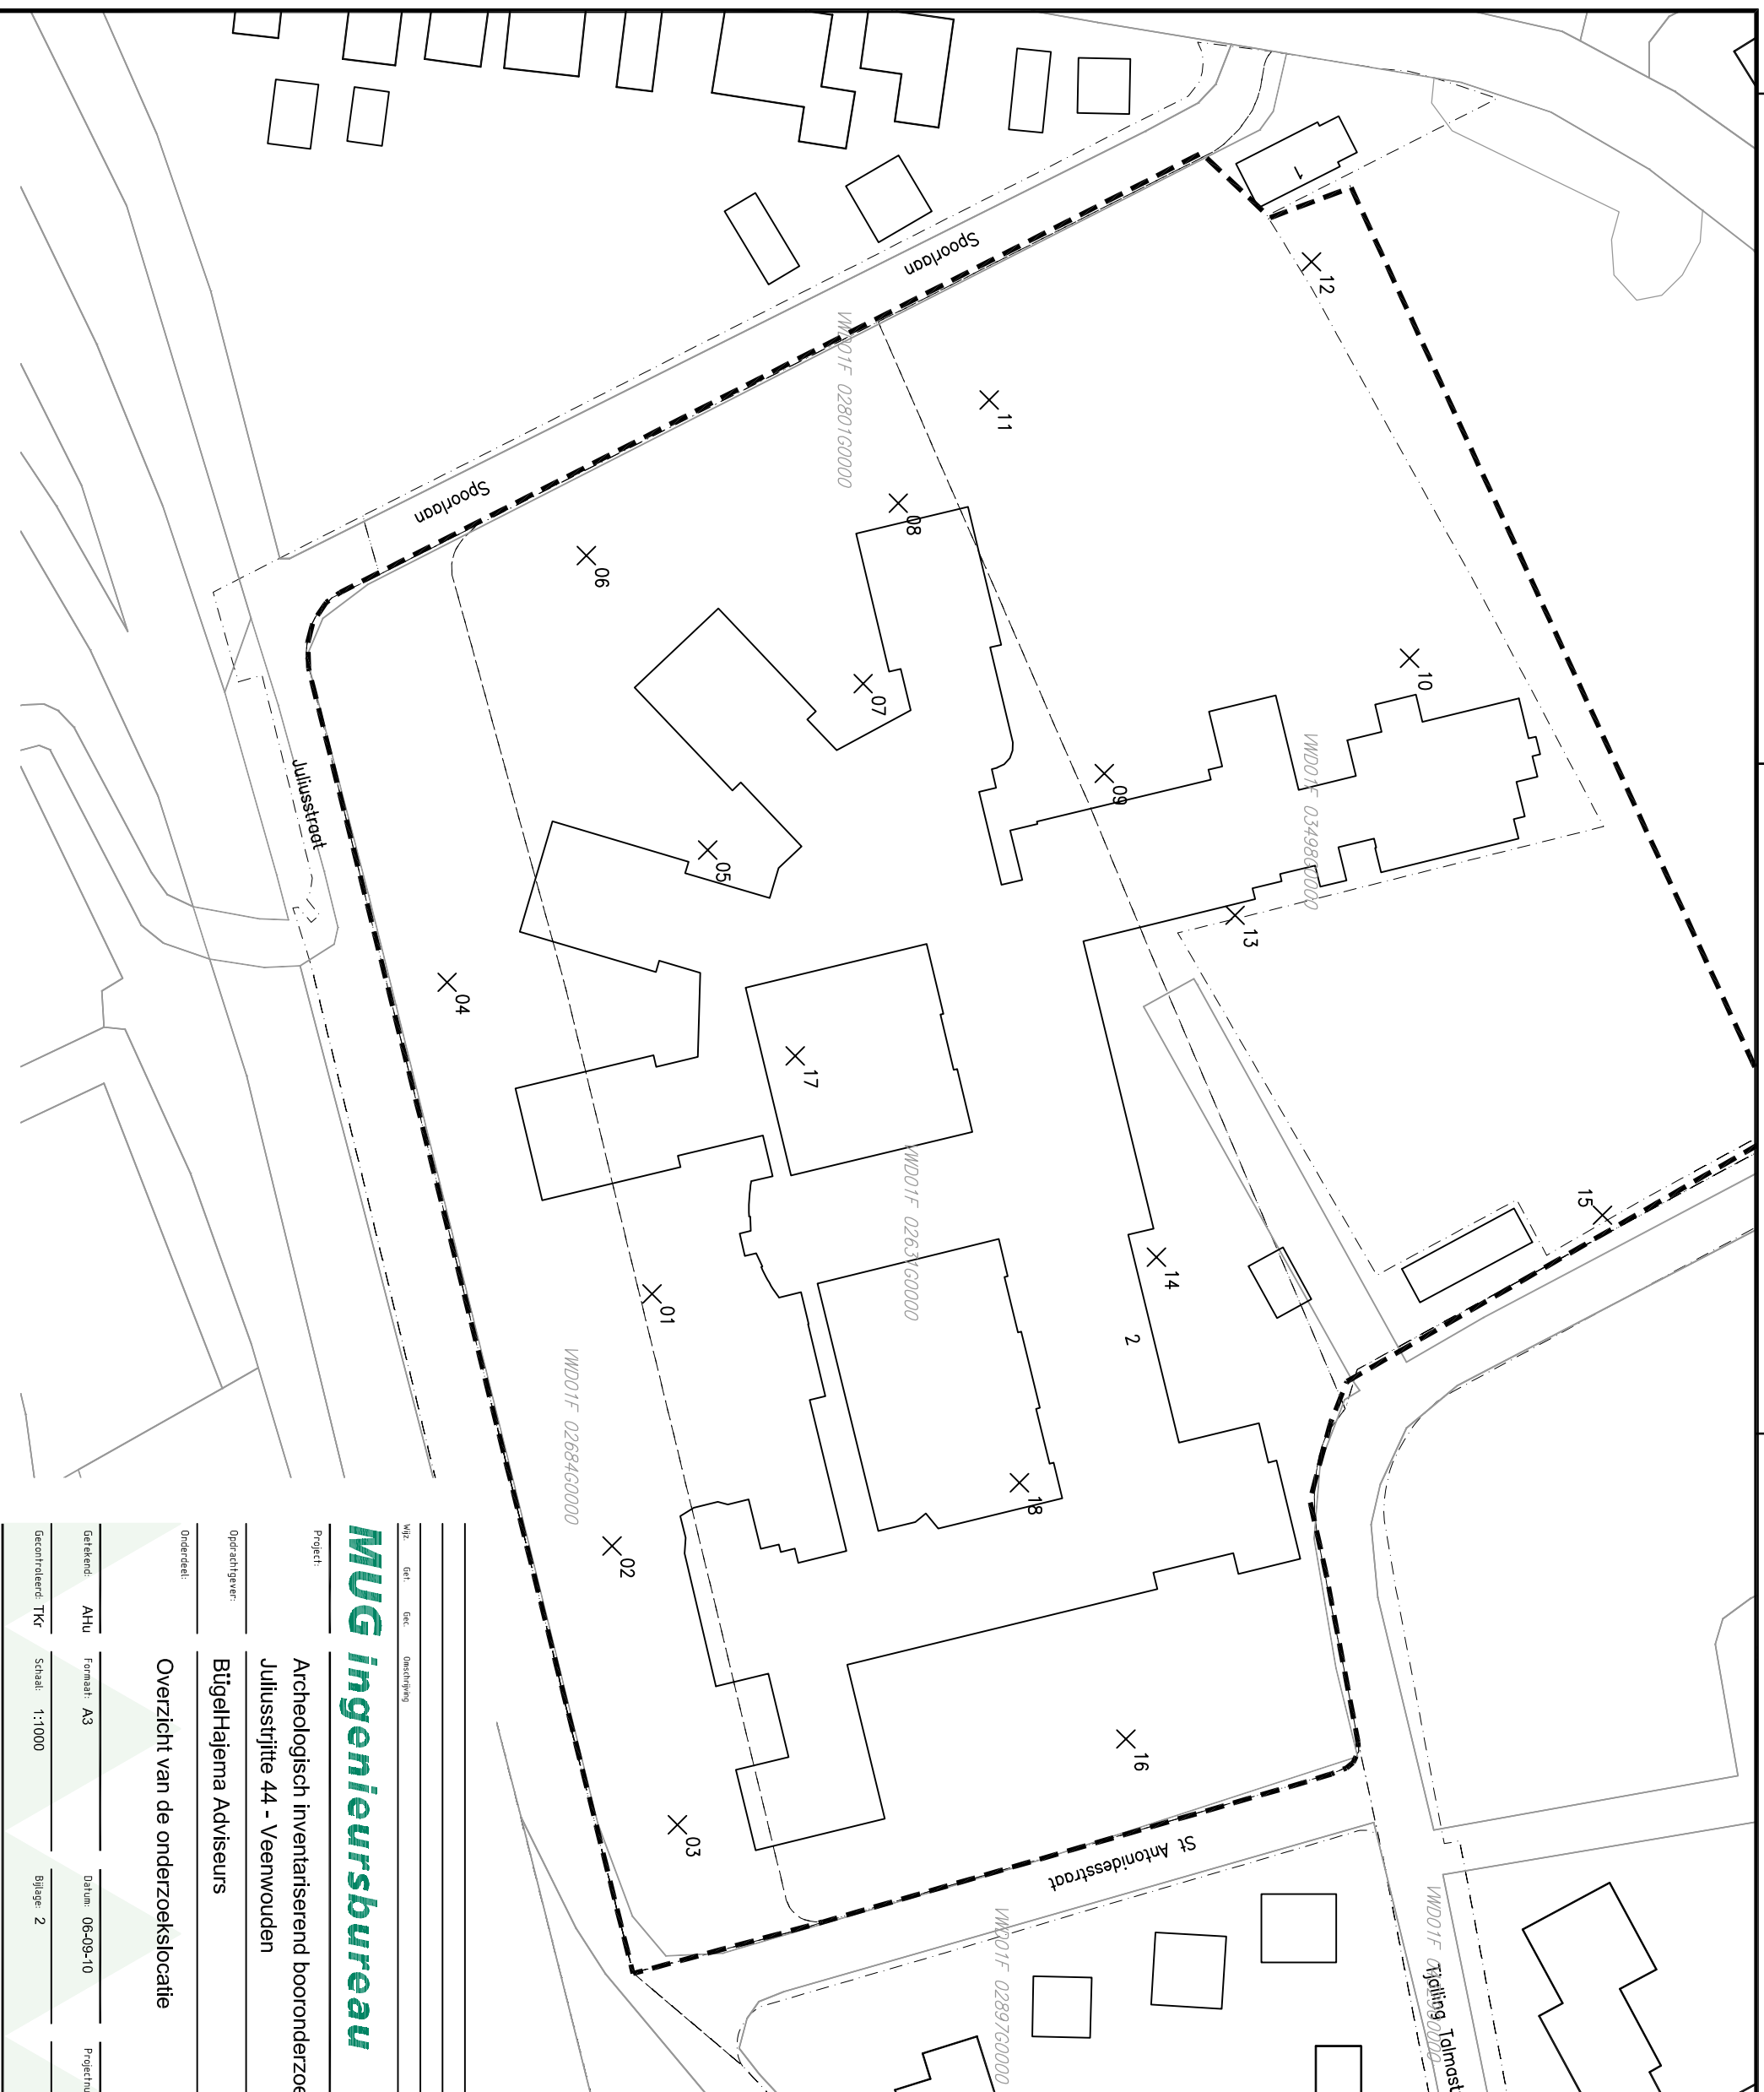 1
12
Spoorlaan
VWD01F 02801G0000
11
08
Spoorlaan
06
10
07
09
VWD01F 03498G0000
Juliusstraat
05
13
04
17
15
VWD01F 02631G0000
14
01
2
VWD01F 02684G0000
18
02
16
03
St Antonidesstraat
VWD01F 02897G0000
VWD01F
Tjalling Talmast
Wijz. Get. Gec. Omschrijving
MUG ingenieursbureau
Project:
Archeologisch inventariserend booronderzoe
Juliusstrjitte 44 - Veenwouden
Opdrachtgever:
BügelHajema Adviseurs
Onderdeel:
Overzicht van de onderzoekslocatie
Getekend: AHu Formaat: A3 Datum: 06-09-10 Projectnu
Gecontroleerd: TKr Schaal: 1:1000 Bijlage: 2